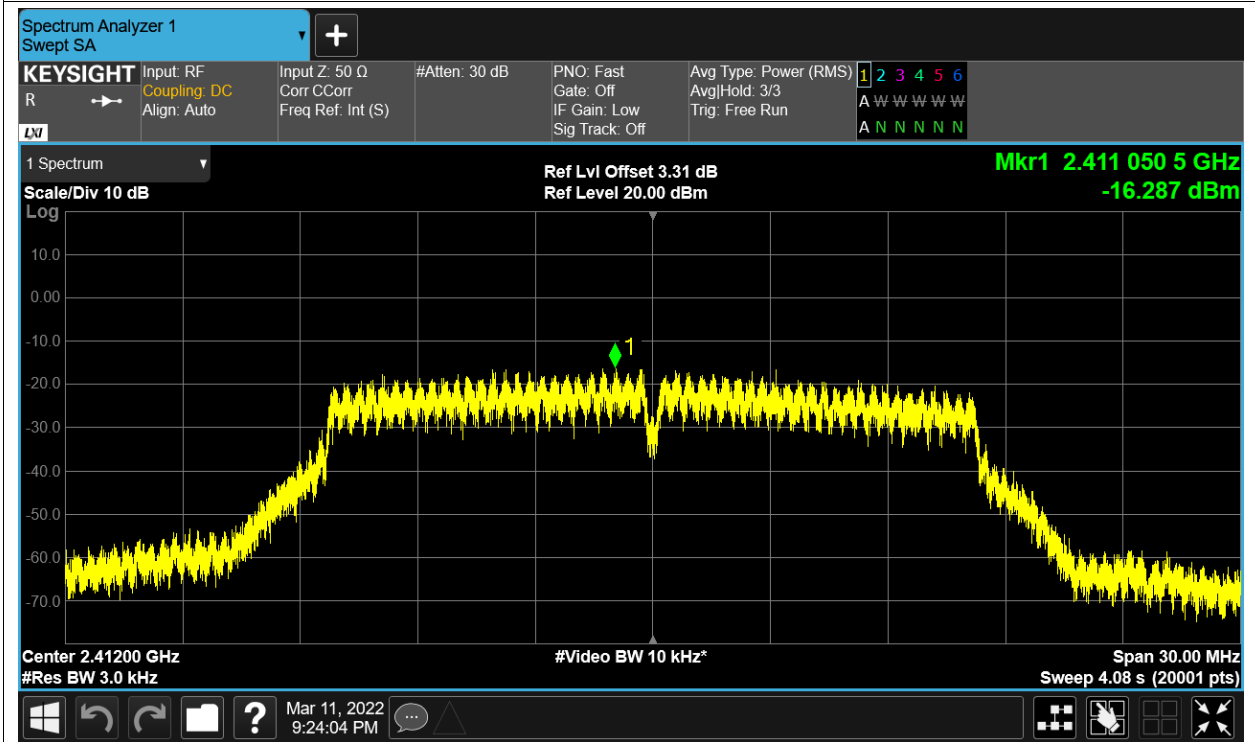 Spectrum Analyzer 1
Swept SA
+
KEYSIGHT
R
LXI
Input: RF
Coupling: DC
Align: Auto
Input Z: 50 Ω
Corr CCorr
Freq Ref: Int (S)
#Atten: 30 dB
PNO: Fast
Gate: Off
IF Gain: Low
Sig Track: Off
Avg Type: Power (RMS)
Avg|Hold: 3/3
Trig: Free Run
1 2 3 4 5 6
A W W W W W
A N N N N N
1 Spectrum
Scale/Div 10 dB
Log
Ref Lvl Offset 3.31 dB
Ref Level 20.00 dBm
Mkr1 2.411 050 5 GHz
-16.287 dBm
10.0
0.00
-10.0
-20.0
-30.0
-40.0
-50.0
-60.0
-70.0
1
Center 2.41200 GHz
#Res BW 3.0 kHz
#Video BW 10 kHz*
Span 30.00 MHz
Sweep 4.08 s (20001 pts)
?
Mar 11, 2022
9:24:04 PM